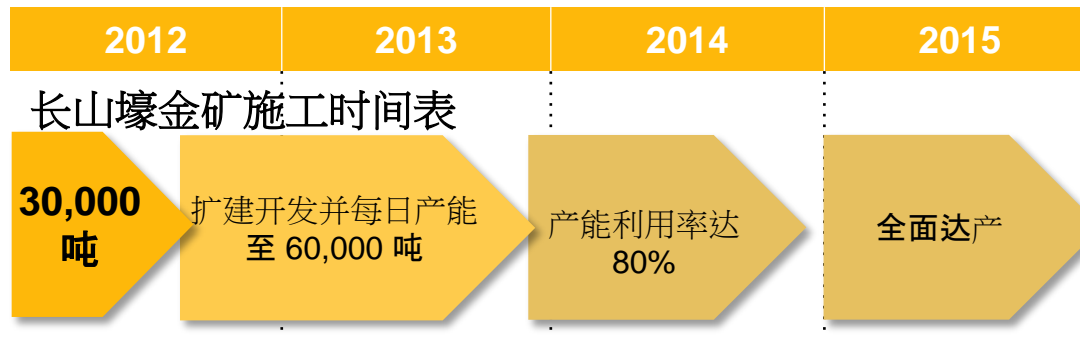 2012 2013 2014 2015
长山壕金矿施工时间表
30,000
吨
扩建开发并每日产能
至 60,000 吨
产能利用率达
80%
全面达产